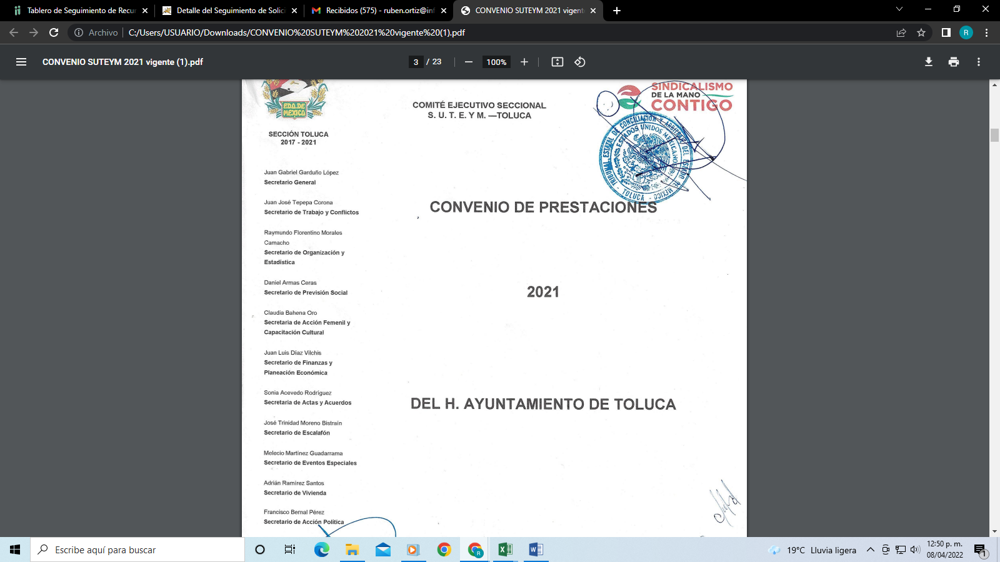 Tablero de Seguimiento de Recur
Detalle del Seguimiento de Solici
Recibidos (575) - ruben.ortiz@inf
CONVENIO SUTEYM 2021 vigent
Archivo
C:/Users/USUARIO/Downloads/CONVENIO%20SUTEYM%202021%20vigente%20(1).pdf
R
CONVENIO SUTEYM 2021 vigente (1).pdf
3 / 23
100%
EDO. DE
MÉXICO
SECCIÓN TOLUCA
2017 - 2021
COMITÉ EJECUTIVO SECCIONAL
S. U. T. E. Y M. —TOLUCA
SINDICALISMO
DE LA MANO
CONTIGO
TRIBUNAL ESTATAL DE CONCILIACIÓN Y ARBITRAJE DEL ESTADO DE MEXICO - TOLUCA -
ESTADOS UNIDOS MEXICANOS
Juan Gabriel Garduño López
Secretario General
Juan José Tepepa Corona
Secretario de Trabajo y Conflictos
Raymundo Florentino Morales
Camacho
Secretario de Organización y
Estadística
Daniel Armas Ceras
Secretario de Previsión Social
Claudia Bahena Oro
Secretaria de Acción Femenil y
Capacitación Cultural
Juan Luis Díaz Vilchis
Secretario de Finanzas y
Planeación Económica
Sonia Acevedo Rodríguez
Secretaria de Actas y Acuerdos
José Trinidad Moreno Bistraín
Secretario de Escalafón
Melecio Martínez Guadarrama
Secretario de Eventos Especiales
Adrián Ramírez Santos
Secretario de Vivienda
Francisco Bernal Pérez
Secretario de Acción Política
CONVENIO DE PRESTACIONES
2021
DEL H. AYUNTAMIENTO DE TOLUCA
Escribe aquí para buscar
19°C Lluvia ligera
12:50 p. m.
08/04/2022
1